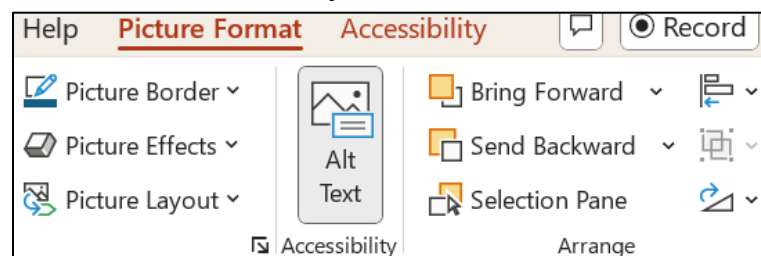 Help Picture Format Accessibility Record
Picture Border Bring Forward
Picture Effects Alt Send Backward
Picture Layout Text Selection Pane
Accessibility Arrange